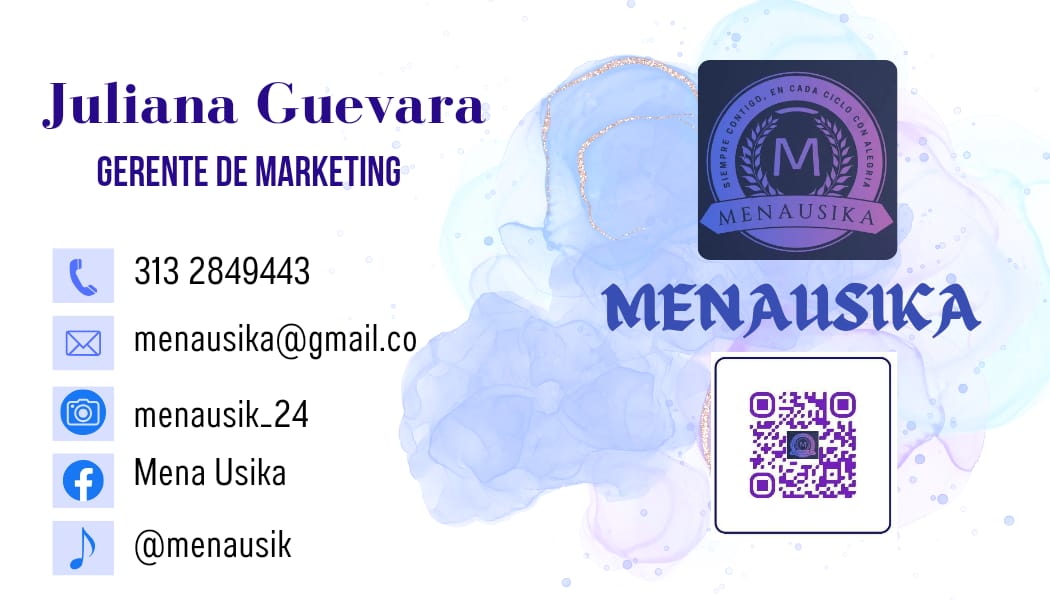 Juliana Guevara
GERENTE DE MARKETING
313 2849443
menausika@gmail.co
menausik_24
Mena Usika
@menausik
SIEMPRE CONTIGO, EN CADA CICLO CON ALEGRIA
M
MENAUSIKA
MENAUSIKA
M